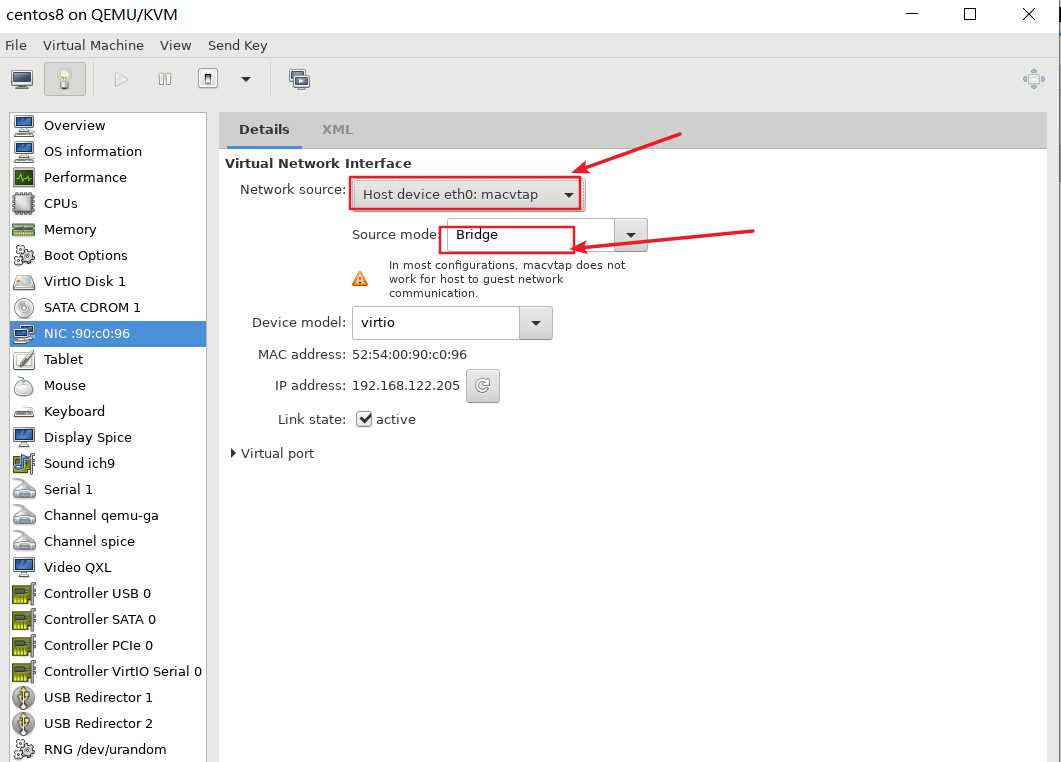 centos8 on QEMU/KVM
File Virtual Machine View Send Key
Overview
OS information
Performance
CPUs
Memory
Boot Options
VirtIO Disk 1
SATA CDROM 1
NIC :90:c0:96
Tablet
Mouse
Keyboard
Display Spice
Sound ich9
Serial 1
Channel qemu-ga
Channel spice
Video QXL
Controller USB 0
Controller SATA 0
Controller PCIe 0
Controller VirtIO Serial 0
USB Redirector 1
USB Redirector 2
RNG /dev/urandom
Details XML
Virtual Network Interface
Network source: Host device eth0: macvtap
Source mode: Bridge
In most configurations, macvtap does not
work for host to guest network
communication.
Device model: virtio
MAC address: 52:54:00:90:c0:96
IP address: 192.168.122.205
Link state: active
Virtual port